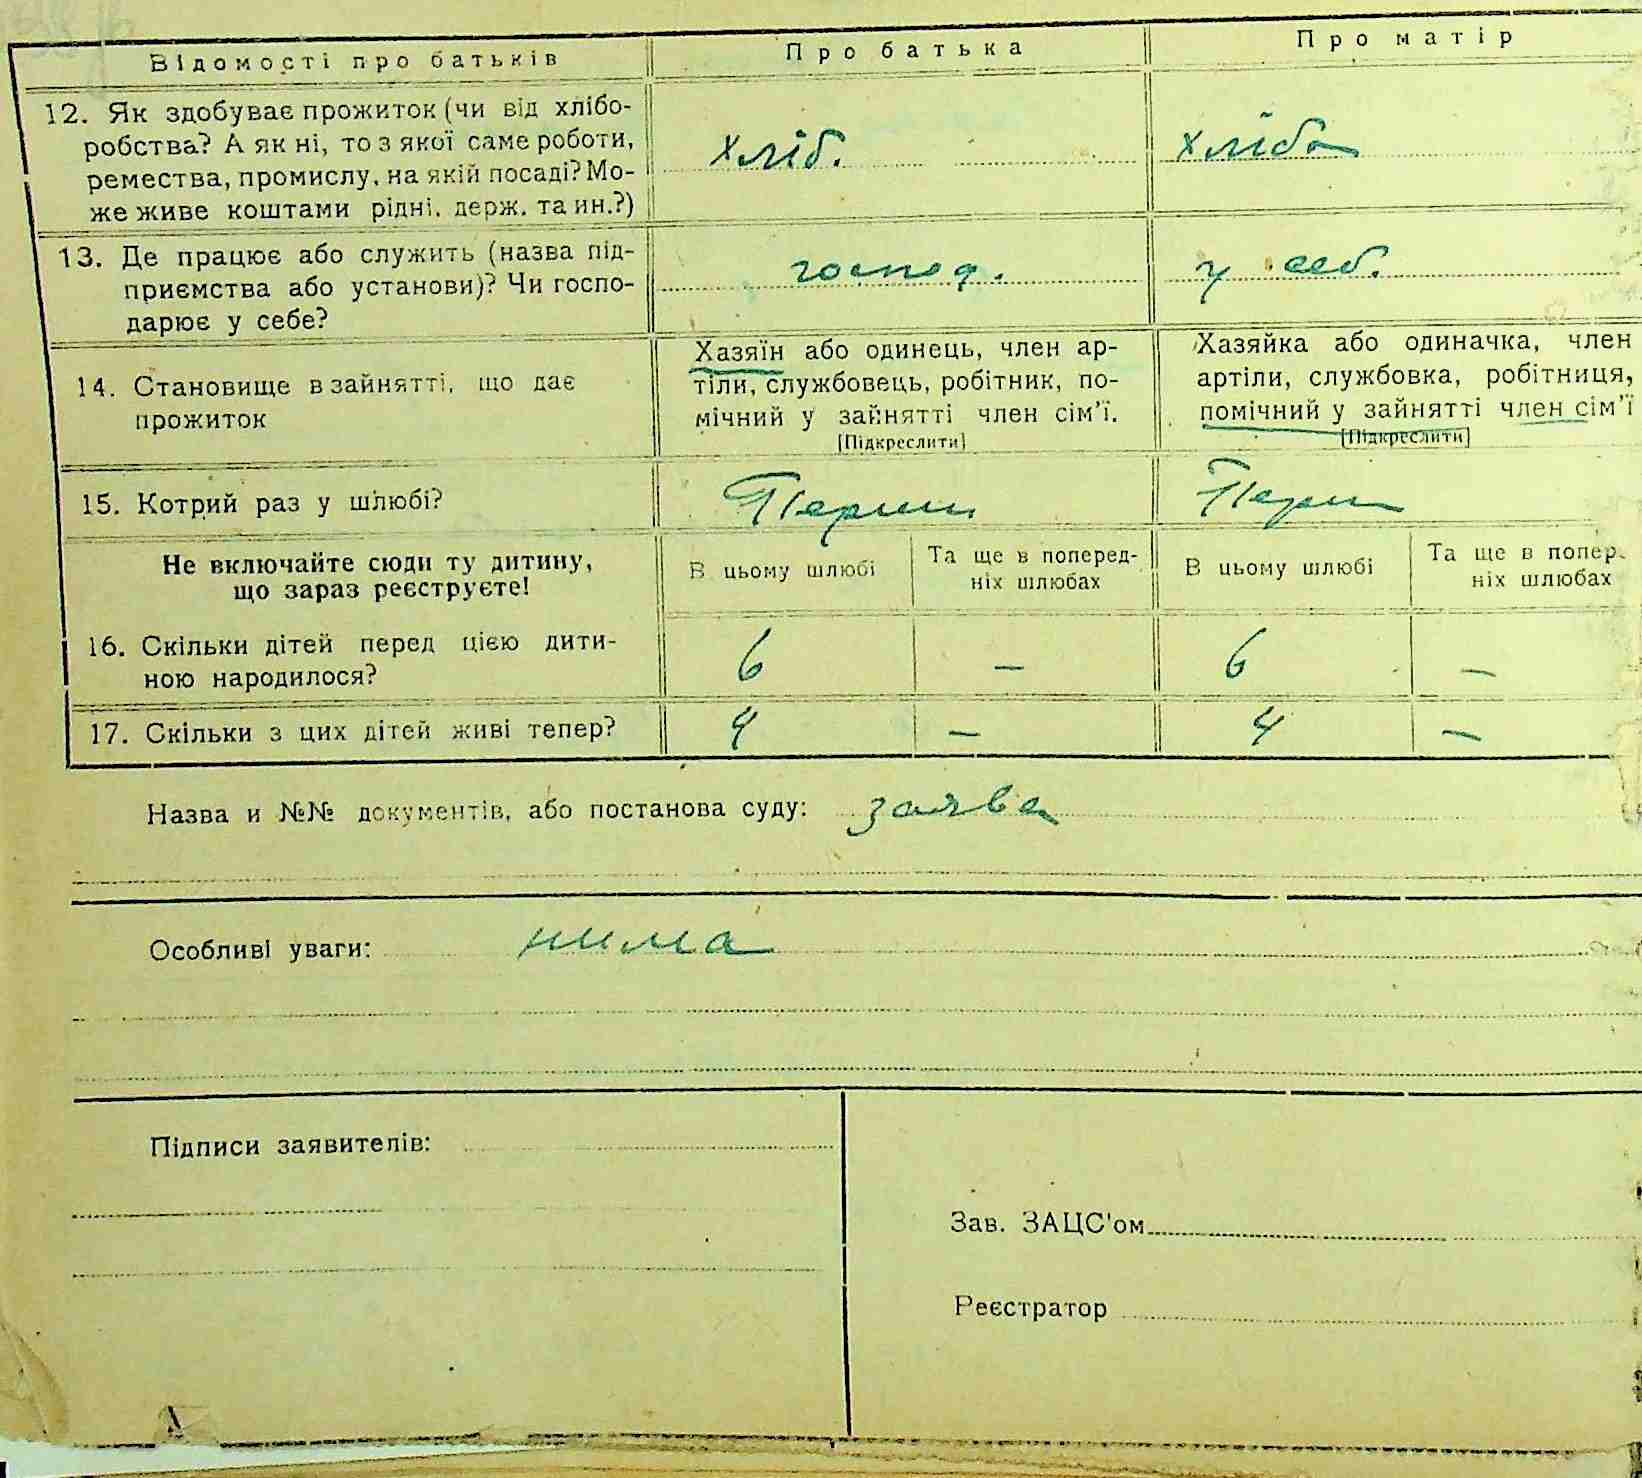 Відомості про батьків
Про батька
Про матір
12. Як здобуває прожиток (чи від хлібо-
робства? А як ні, то з якої саме роботи,
ремества, промислу, на якій посаді? Мо-
же живе коштами рідні, держ. та ин.?)
хліб.
хліба
13. Де працює або служить (назва під-
приємства або установи)? Чи госпо-
дарює у себе?
господ.
у себ.
14. Становище в зайнятті, що дає
прожиток
Хазяїн або одинець, член ар-
тіли, службовець, робітник, по-
мічний у зайнятті член сім'ї.
[Підкреслити]
Хазяйка або одиначка, член
артіли, службовка, робітниця,
помічний у зайнятті член сім'ї
[Підкреслити]
15. Котрий раз у шлюбі?
Перши
Перш
Не включайте сюди ту дитину,
що зараз реєструєте!
В цьому шлюбі
Та ще в поперед-
ніх шлюбах
В цьому шлюбі
Та ще в попер.
ніх шлюбах
16. Скільки дітей перед цією дити-
ною народилося?
6
—
6
—
17. Скільки з цих дітей живі тепер?
4
—
4
—
Назва и №№ документів, або постанова суду: заява
Особливі уваги: нима
Підписи заявителів:
Зав. ЗАЦС'ом
Реєстратор